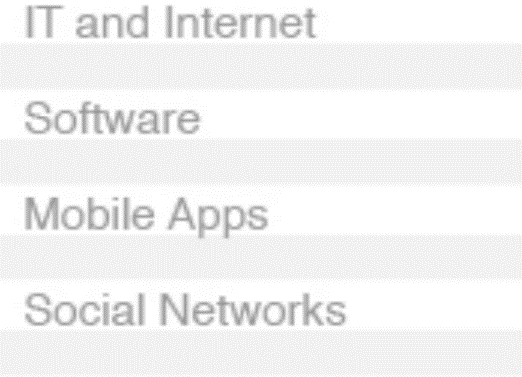 IT and Internet
Software
Mobile Apps
Social Networks